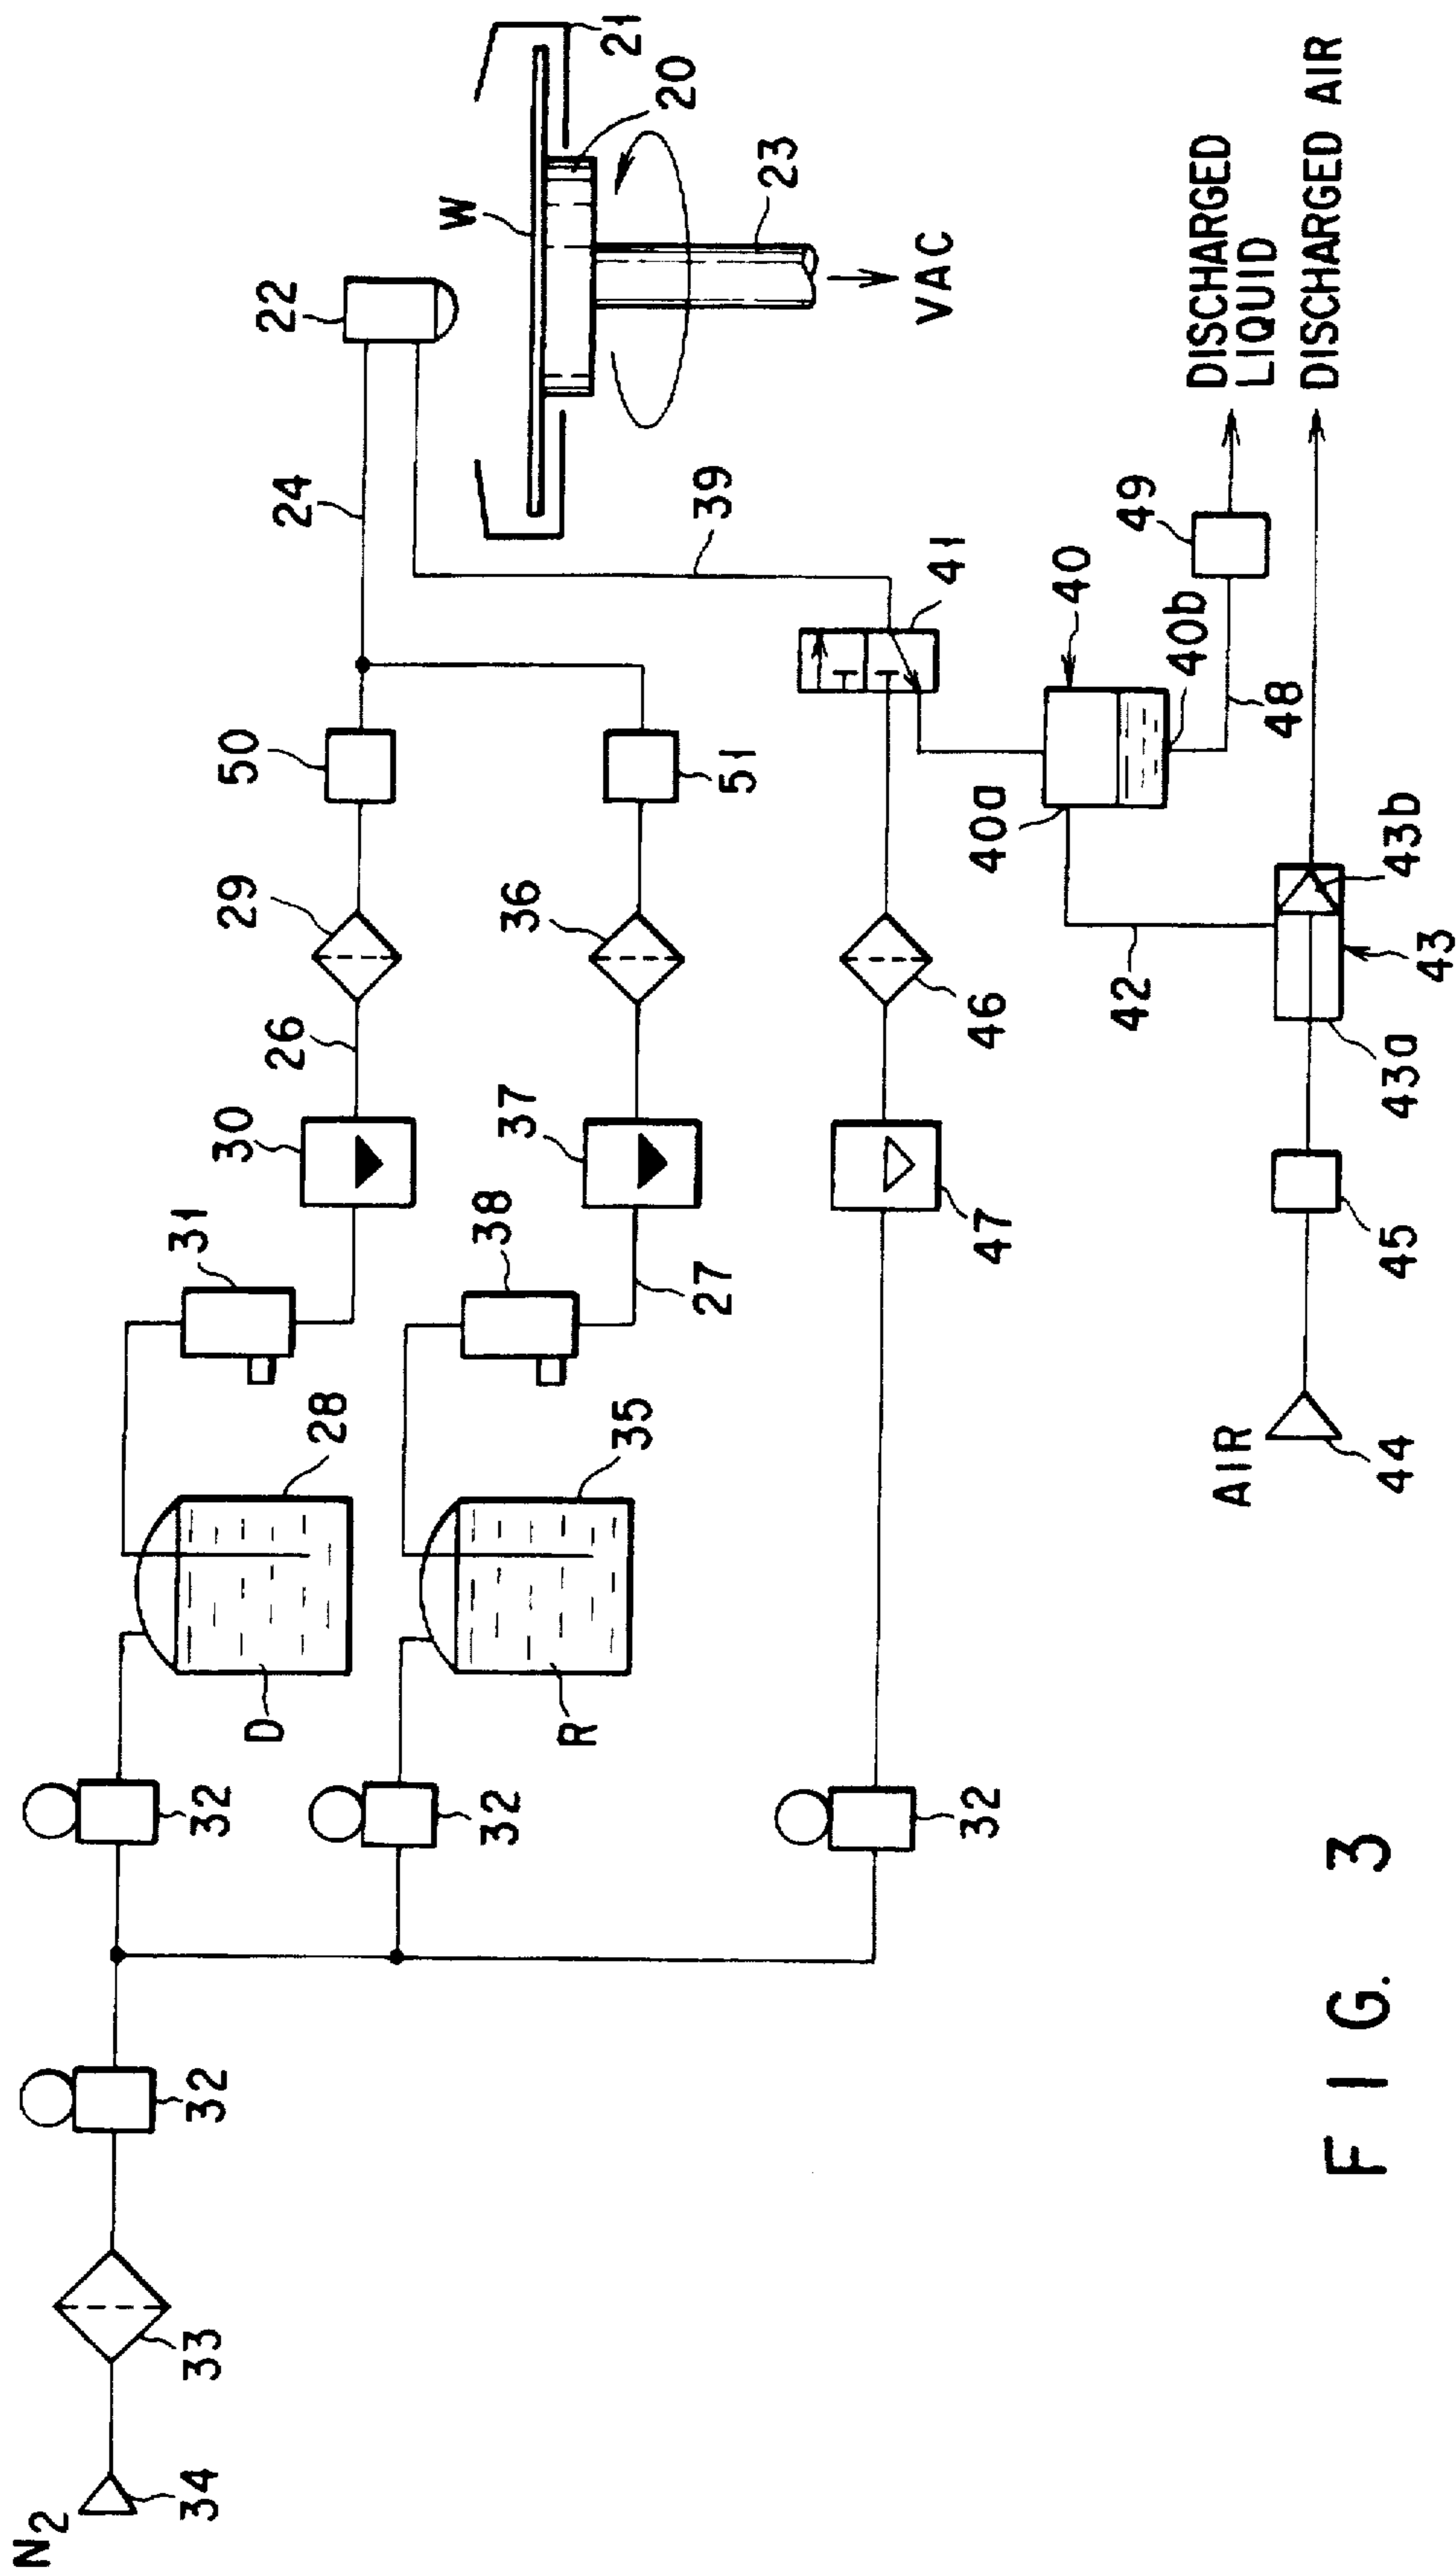 N2
34
33
32
32
32
32
D
28
R
35
31
38
30
37
26
27
29
36
50
51
24
22
W
21
20
23
VAC
39
41
46
47
40
40a
40b
42
48
49
DISCHARGED
LIQUID
DISCHARGED AIR
AIR
44
45
43a
43
43b
FIG. 3